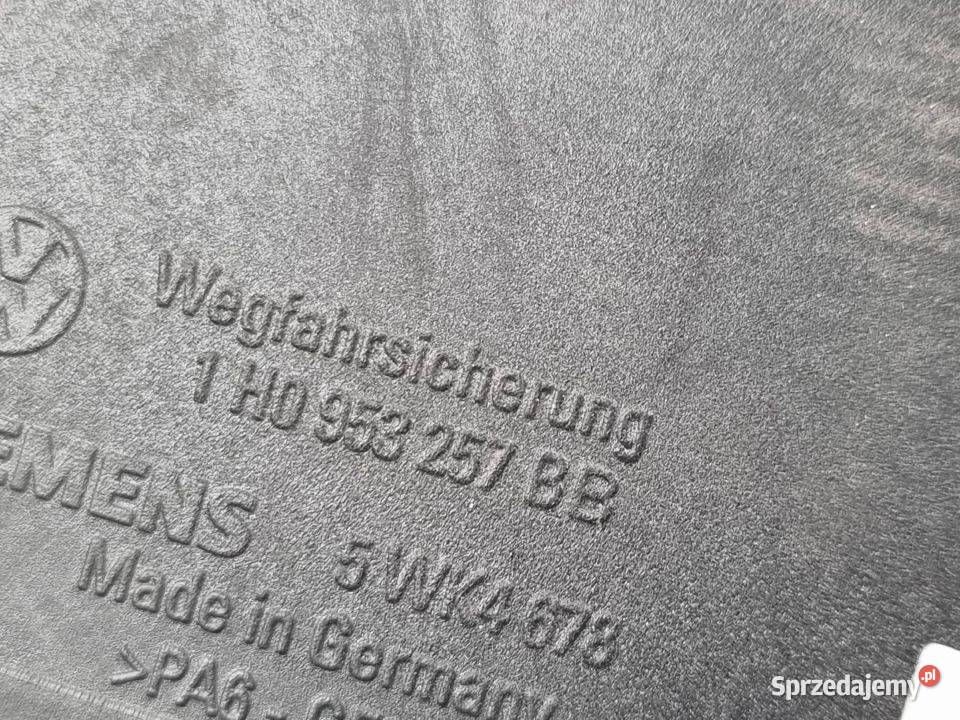 Wegfahrsicherung
1 H0 953 257 BB
EMENS
5 WK4 678
Made in Germany
>PA6 - G
Sprzedajemy.pl